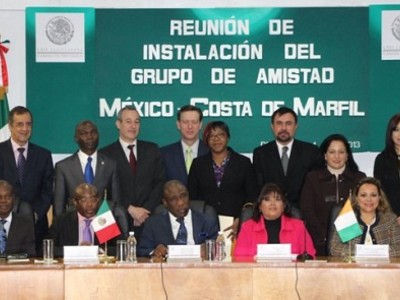 REUNIÓN DE
INSTALACIÓN DEL
GRUPO DE AMISTAD
MÉXICO - COSTA DE MARFIL